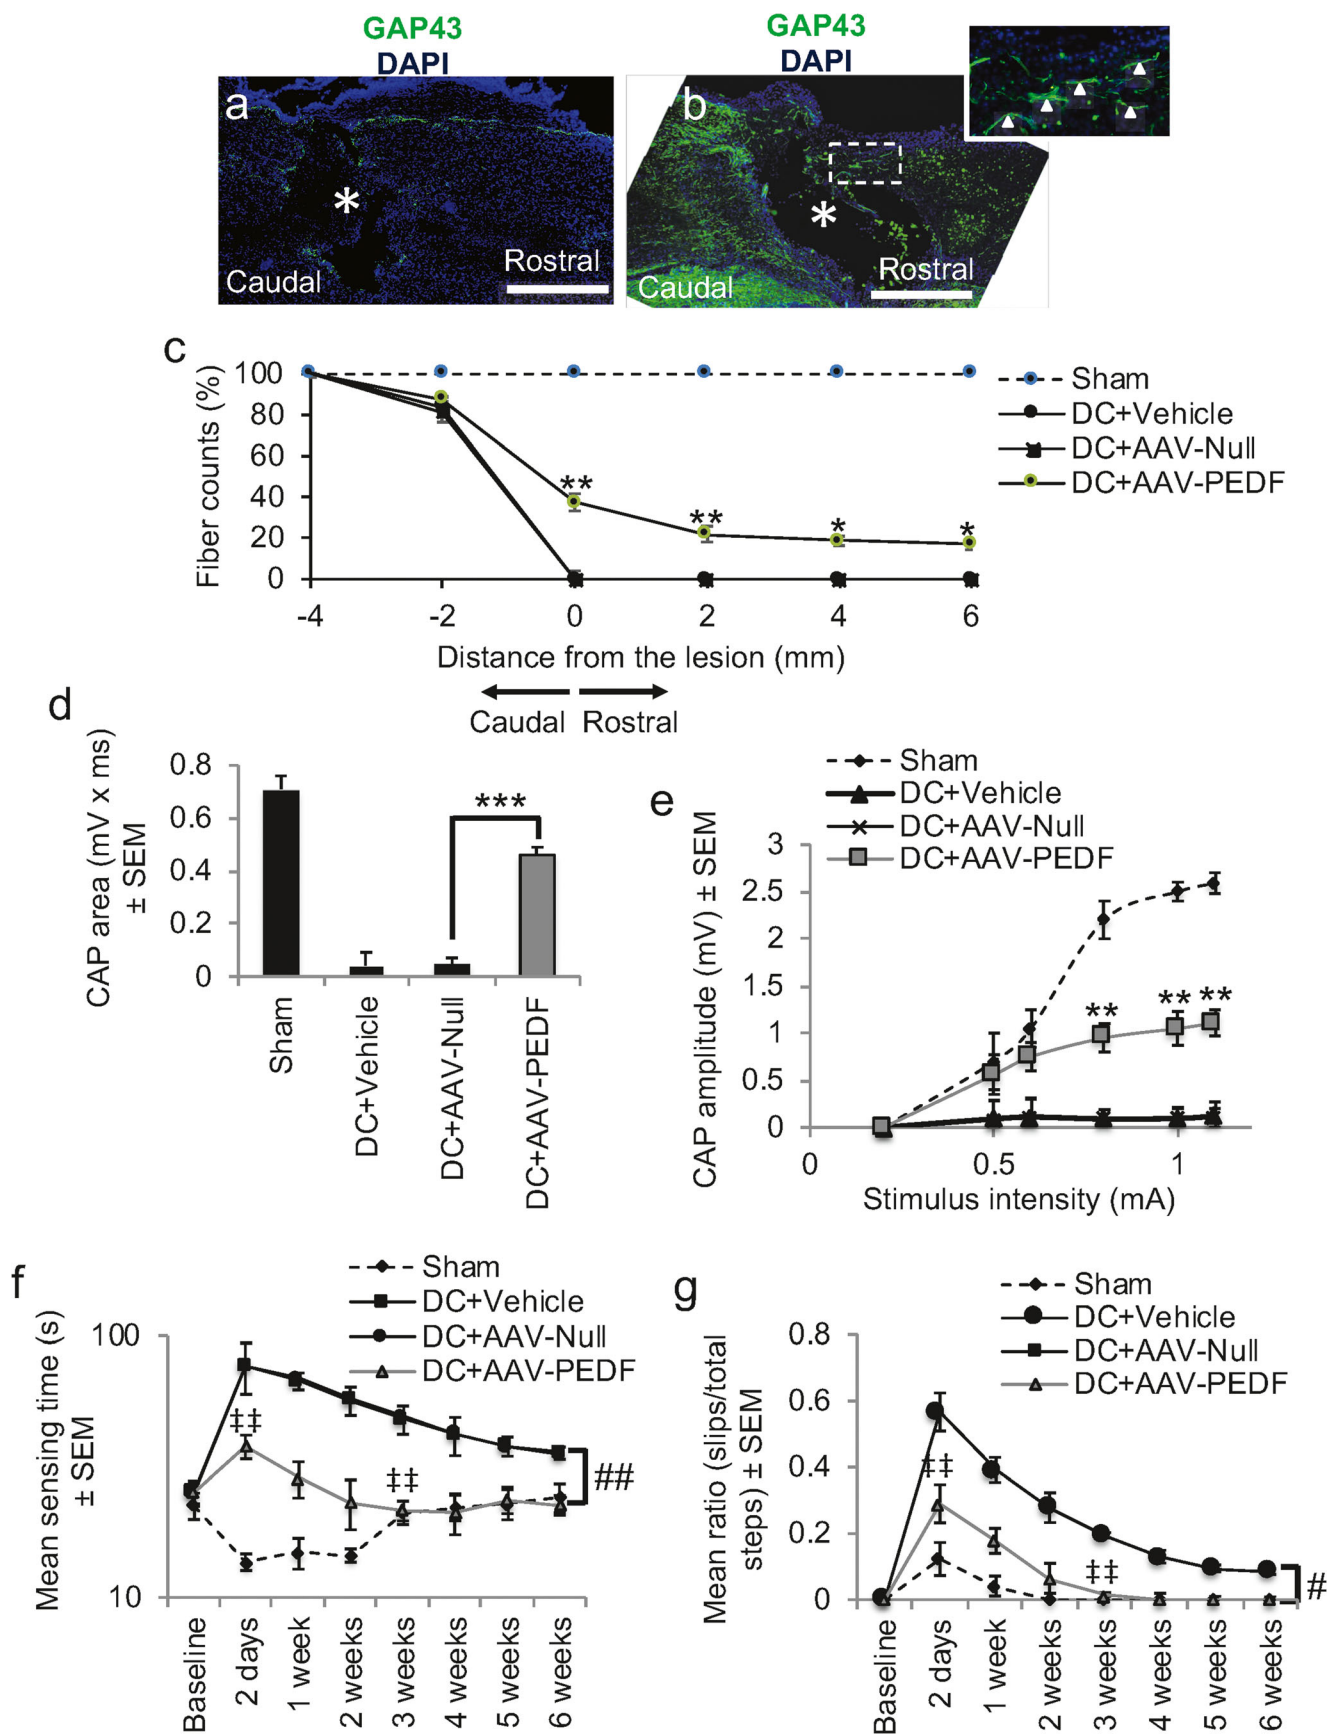 GAP43
DAPI
a
*
Caudal
Rostral
GAP43
DAPI
b
*
Caudal
Rostral
c
Fiber counts (%)
100
80
60
40
20
0
**
**
*
*
-4 -2 0 2 4 6
Distance from the lesion (mm)
Caudal Rostral
Sham
DC+Vehicle
DC+AAV-Null
DC+AAV-PEDF
d
CAP area (mV x ms)
± SEM
0.8
0.6
0.4
0.2
0
***
Sham
DC+Vehicle
DC+AAV-Null
DC+AAV-PEDF
e
Sham
DC+Vehicle
DC+AAV-Null
DC+AAV-PEDF
CAP amplitude (mV) ± SEM
3
2.5
2
1.5
1
0.5
0
** ** **
0 0.5 1
Stimulus intensity (mA)
f
Sham
DC+Vehicle
DC+AAV-Null
DC+AAV-PEDF
Mean sensing time (s)
± SEM
100
10
‡‡
‡‡
##
Baseline
2 days
1 week
2 weeks
3 weeks
4 weeks
5 weeks
6 weeks
g
Sham
DC+Vehicle
DC+AAV-Null
DC+AAV-PEDF
Mean ratio (slips/total
steps) ± SEM
0.8
0.6
0.4
0.2
0
‡‡
‡‡
#
Baseline
2 days
1 week
2 weeks
3 weeks
4 weeks
5 weeks
6 weeks